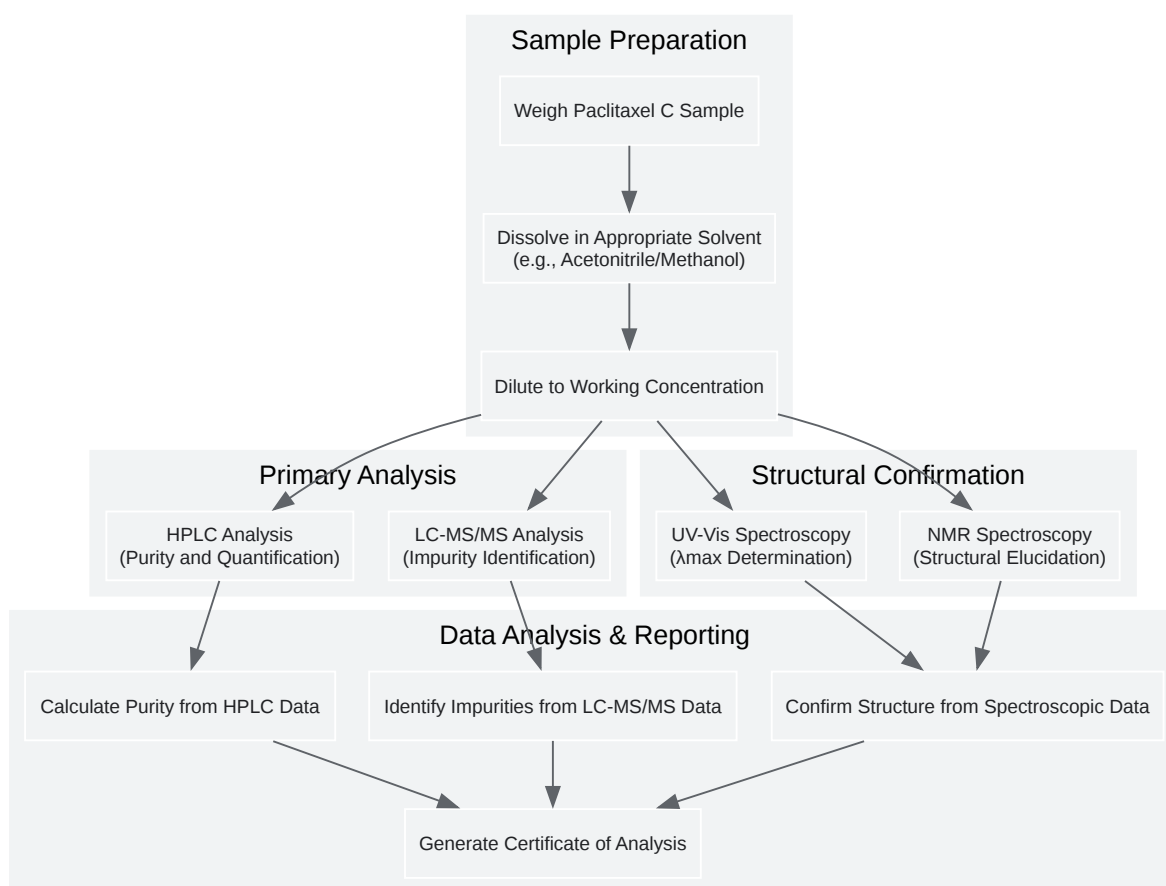 Sample Preparation
Weigh Paclitaxel C Sample
Dissolve in Appropriate Solvent
(e.g., Acetonitrile/Methanol)
Dilute to Working Concentration
Primary Analysis
Structural Confirmation
HPLC Analysis
(Purity and Quantification)
LC-MS/MS Analysis
(Impurity Identification)
UV-Vis Spectroscopy
(λmax Determination)
NMR Spectroscopy
(Structural Elucidation)
Data Analysis & Reporting
Calculate Purity from HPLC Data
Identify Impurities from LC-MS/MS Data
Confirm Structure from Spectroscopic Data
Generate Certificate of Analysis